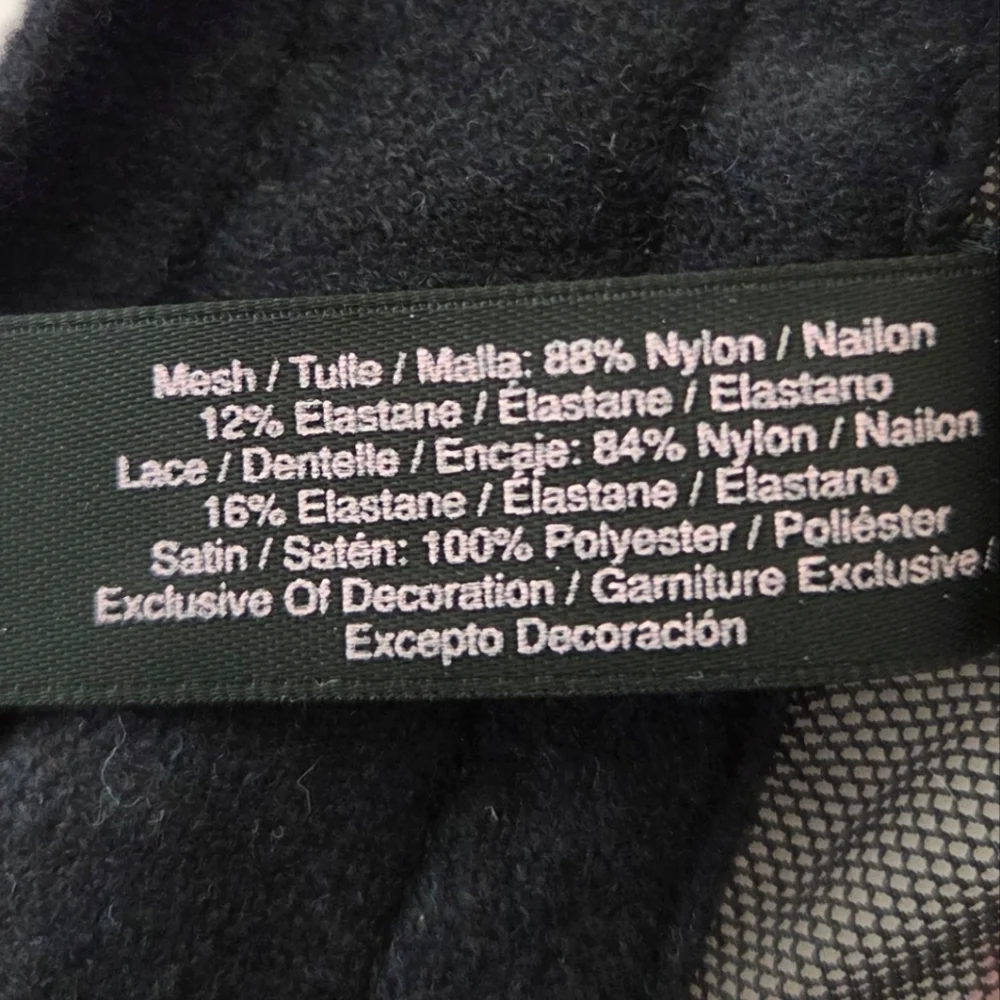 Mesh / Tulle / Malla: 88% Nylon / Nailon
12% Elastane / Élastane / Elastano
Lace / Dentelle / Encaje: 84% Nylon / Nailon
16% Elastane / Élastane / Elastano
Satin / Satén: 100% Polyester / Poliéster
Exclusive Of Decoration / Garniture Exclusive /
Excepto Decoración